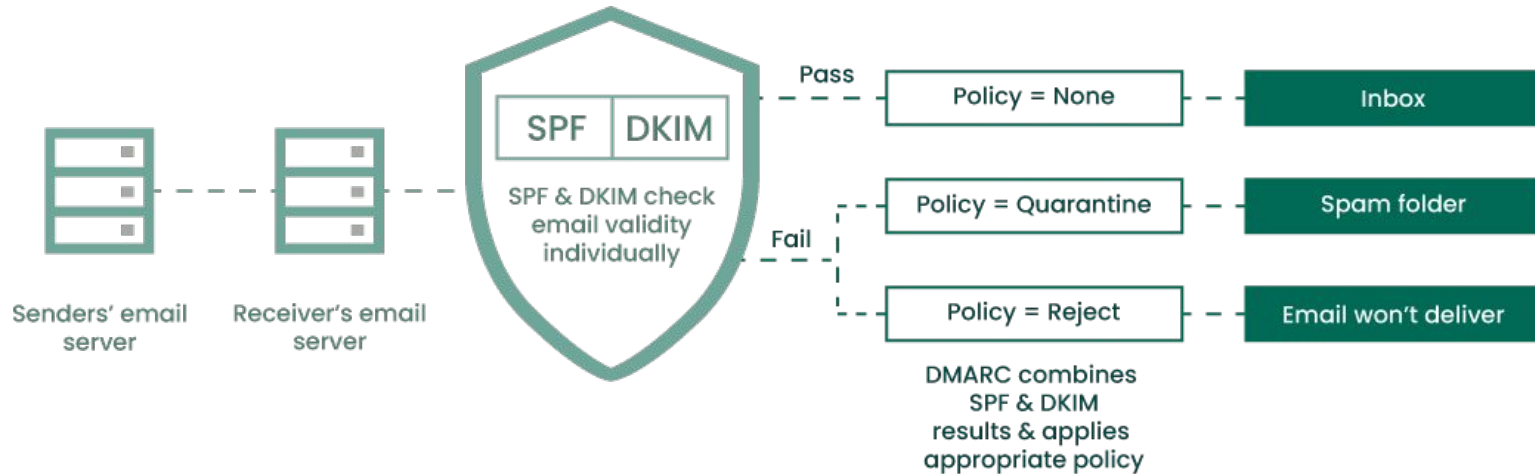 Senders' email
server
Receiver's email
server
SPF
DKIM
SPF & DKIM check
email validity
individually
Pass
Policy = None
Inbox
Fail
Policy = Quarantine
Spam folder
Policy = Reject
Email won't deliver
DMARC combines
SPF & DKIM
results & applies
appropriate policy